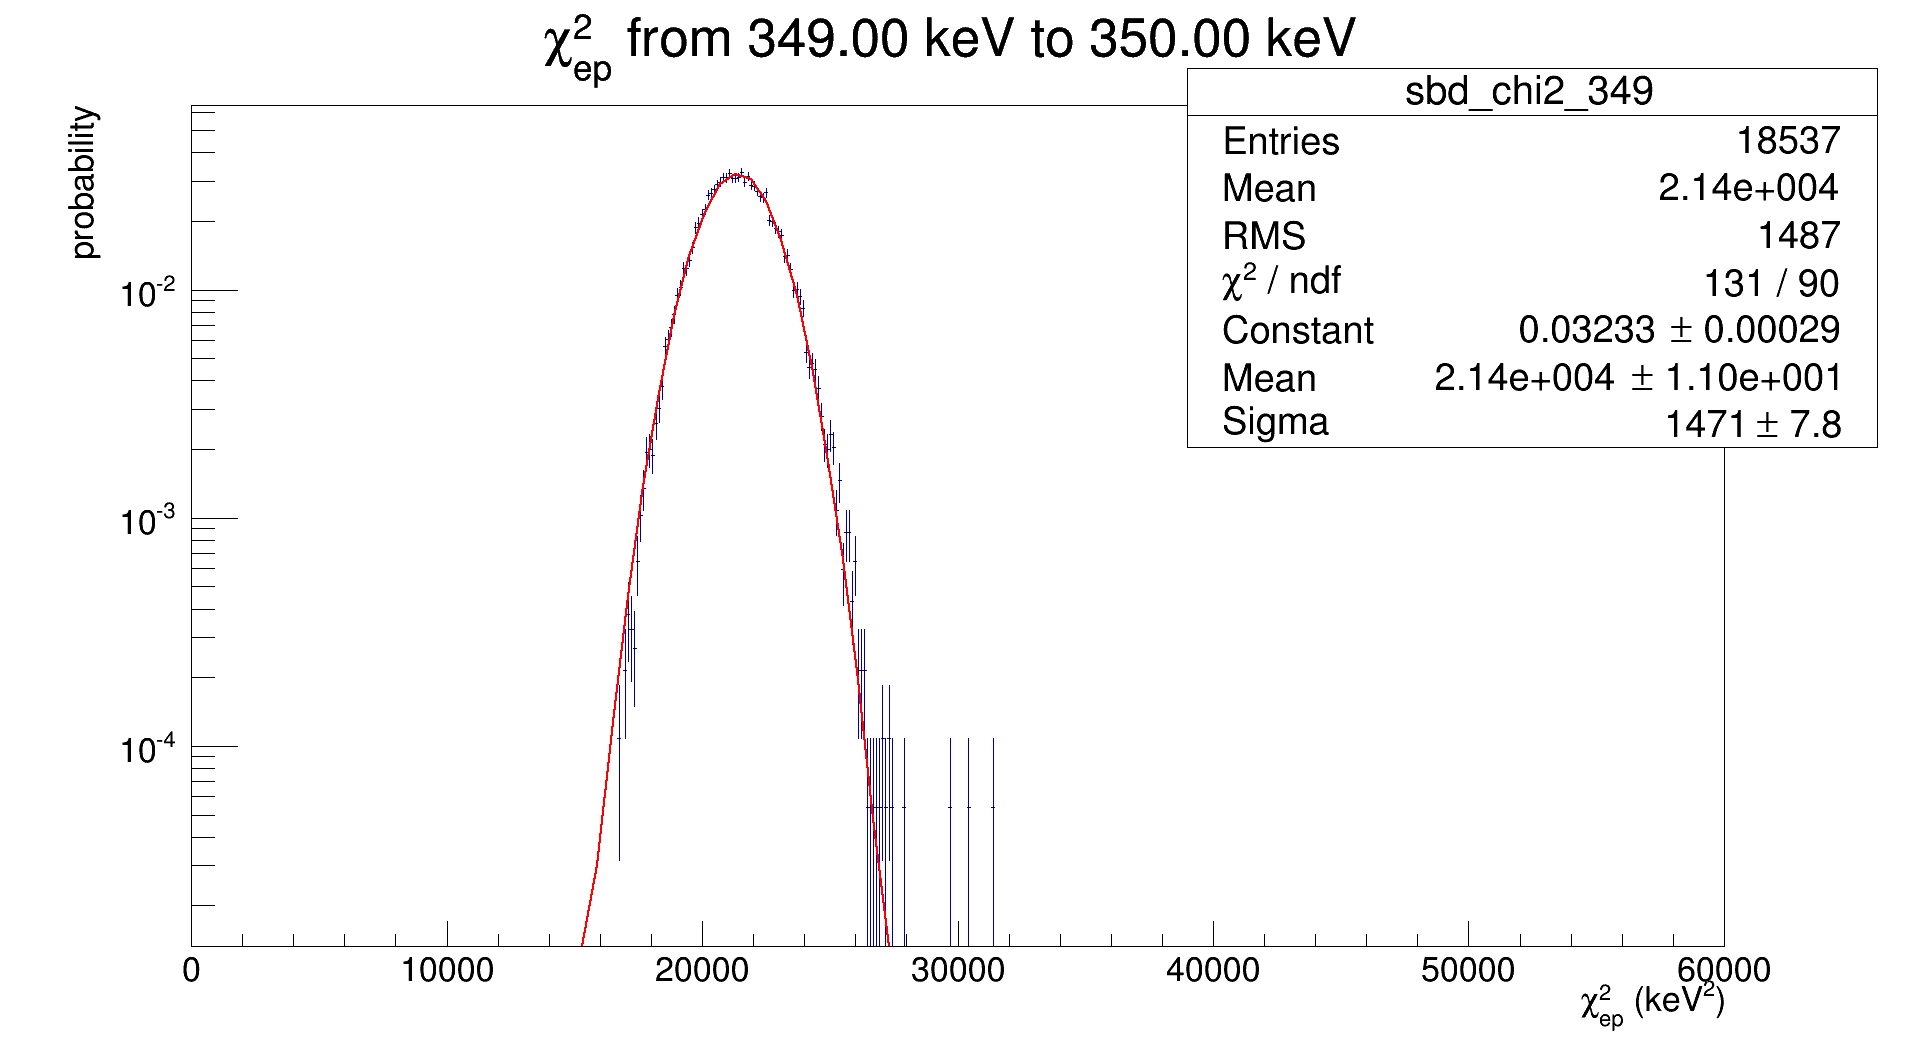 χ²ep from 349.00 keV to 350.00 keV
sbd_chi2_349
Entries 18537
Mean 2.14e+004
RMS 1487
χ² / ndf 131 / 90
Constant 0.03233 ± 0.00029
Mean 2.14e+004 ± 1.10e+001
Sigma 1471 ± 7.8
probability
10⁻²
10⁻³
10⁻⁴
0 10000 20000 30000 40000 50000 60000
χ²ep (keV²)